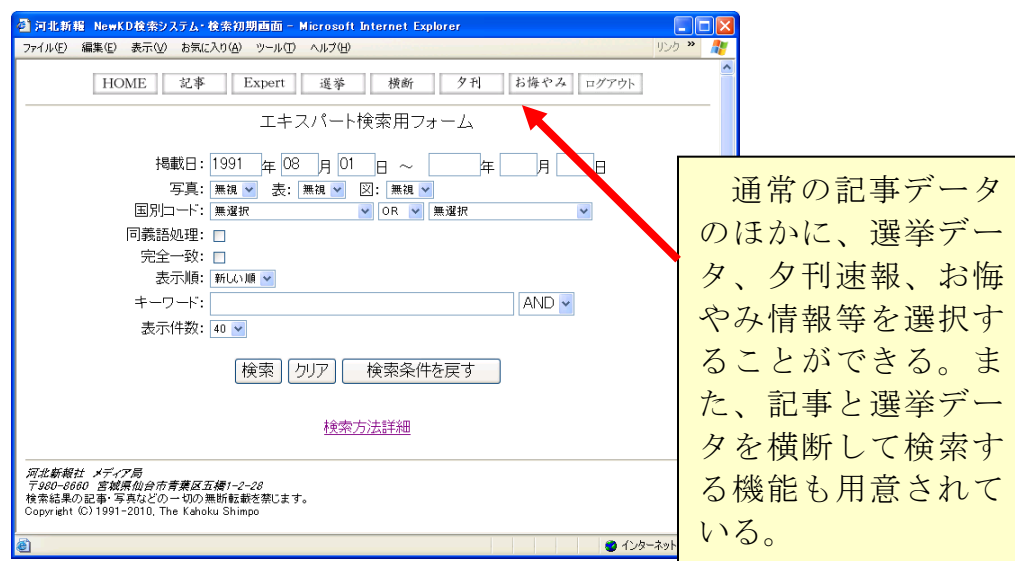 河北新報 NewKD検索システム・検索初期画面 - Microsoft Internet Explorer
ファイル(F) 編集(E) 表示(V) お気に入り(A) ツール(T) ヘルプ(H) リンク »
HOME 記事 Expert 選挙 横断 夕刊 お悔やみ ログアウト
エキスパート検索用フォーム
掲載日: 1991 年 08 月 01 日 ～ 年 月 日
写真: 無視 表: 無視 図: 無視
国別コード: 無選択 OR 無選択
同義語処理:
完全一致:
表示順: 新しい順
キーワード: AND
表示件数: 40
検索 クリア 検索条件を戻す
検索方法詳細
河北新報社 メディア局
〒980-8660 宮城県仙台市青葉区五橋1-2-28
検索結果の記事・写真などの一切の無断転載を禁じます。
Copyright (C) 1991-2010, The Kahoku Shimpo
インターネット
通常の記事データ
のほかに、選挙デー
タ、夕刊速報、お悔
やみ情報等を選択す
ることができる。ま
た、記事と選挙デー
タを横断して検索す
る機能も用意されて
いる。